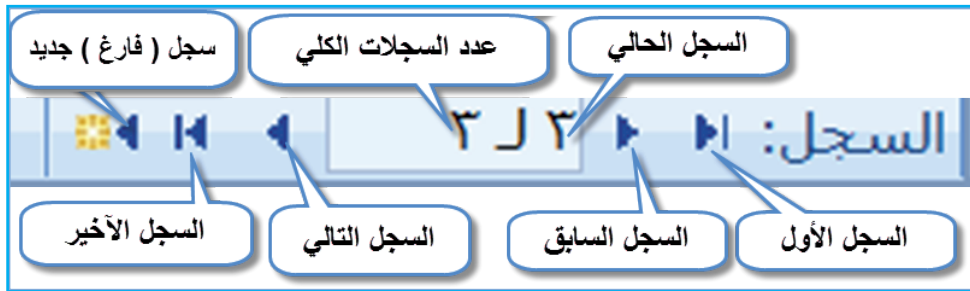 السجل الحالي
عدد السجلات الكلي
سجل ( فارغ ) جديد
السجل: ٣ لـ ٣
السجل الأول
السجل السابق
السجل التالي
السجل الآخير